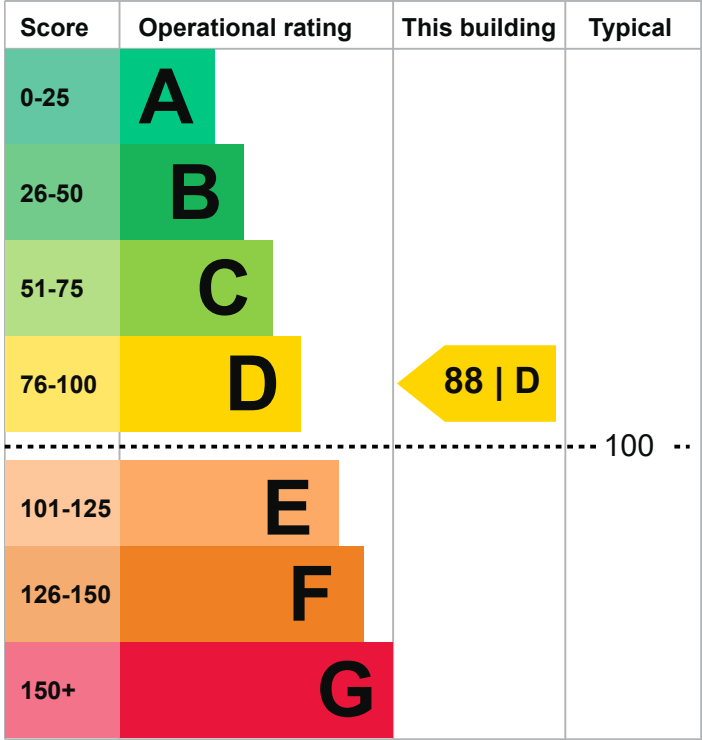 Score Operational rating This building Typical
0-25 A
26-50 B
51-75 C
76-100 D 88 | D
100
101-125 E
126-150 F
150+ G